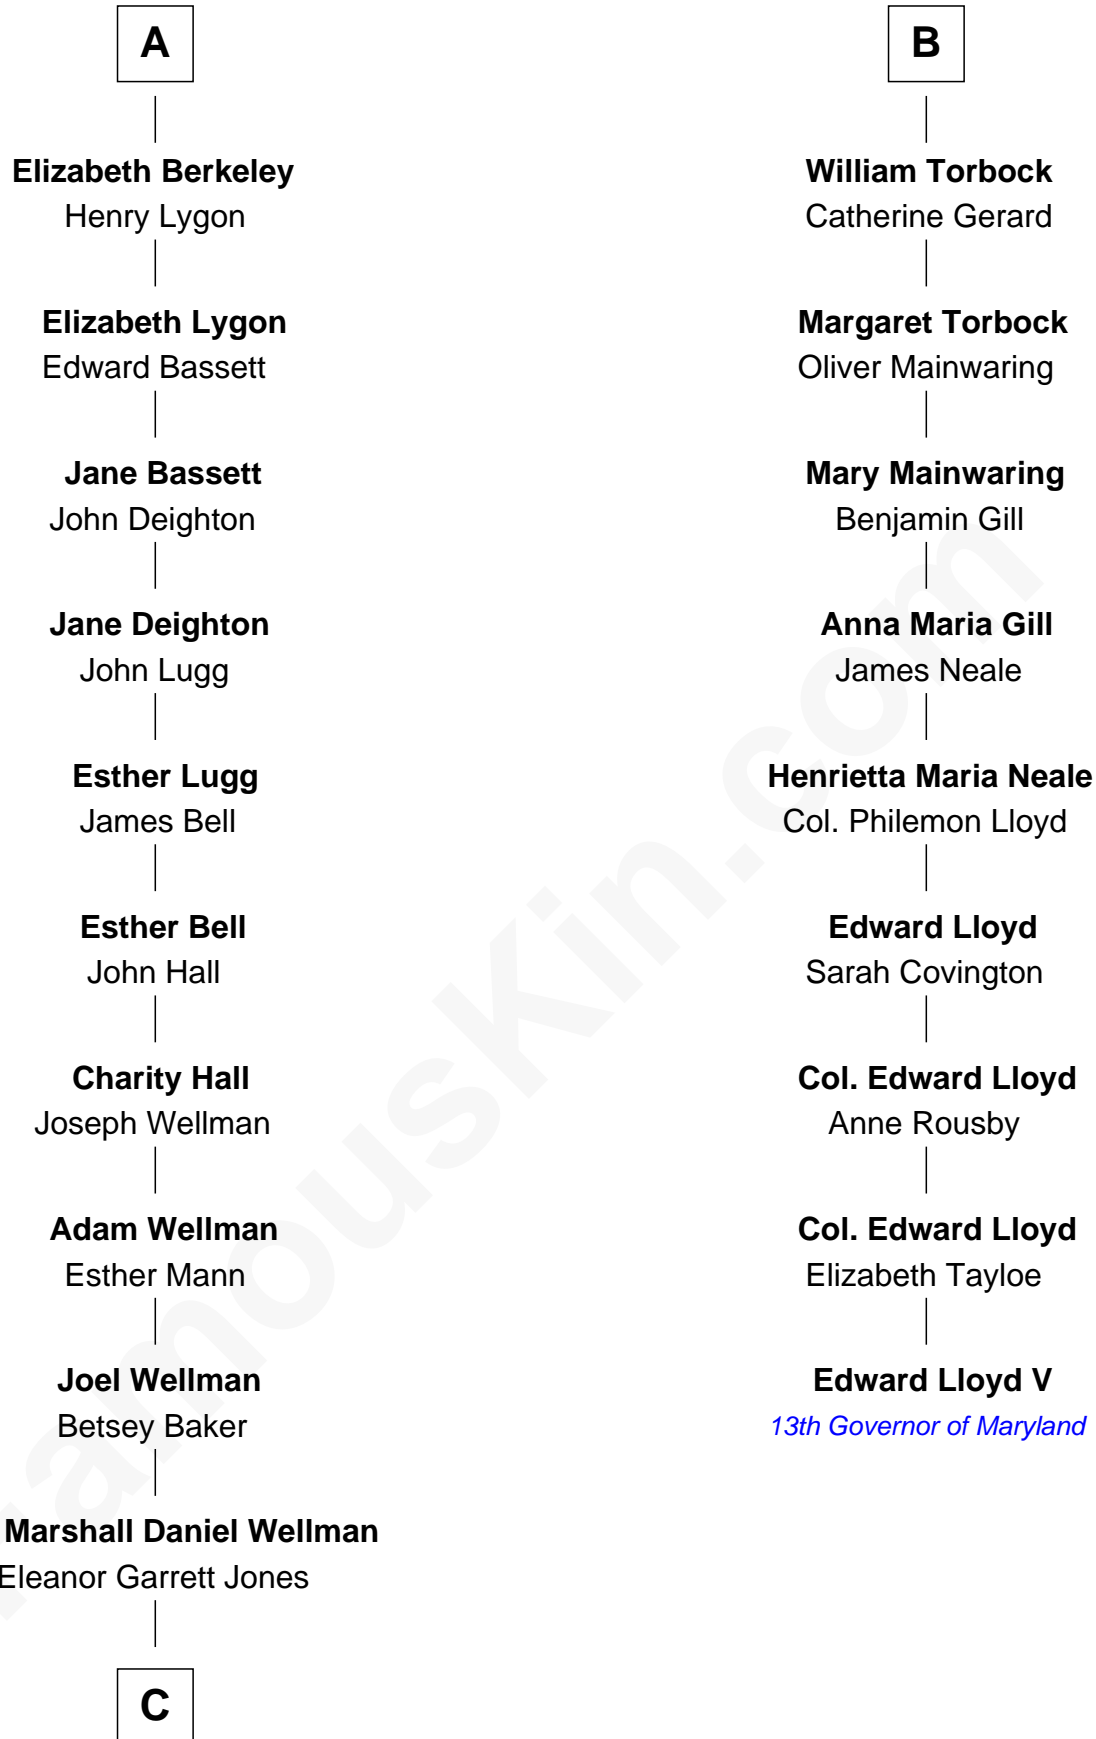 A
Elizabeth Berkeley
Henry Lygon
Elizabeth Lygon
Edward Bassett
Jane Bassett
John Deighton
Jane Deighton
John Lugg
Esther Lugg
James Bell
Esther Bell
John Hall
Charity Hall
Joseph Wellman
Adam Wellman
Esther Mann
Joel Wellman
Betsey Baker
Marshall Daniel Wellman
Eleanor Garrett Jones
C
B
William Torbock
Catherine Gerard
Margaret Torbock
Oliver Mainwaring
Mary Mainwaring
Benjamin Gill
Anna Maria Gill
James Neale
Henrietta Maria Neale
Col. Philemon Lloyd
Edward Lloyd
Sarah Covington
Col. Edward Lloyd
Anne Rousby
Col. Edward Lloyd
Elizabeth Tayloe
Edward Lloyd V
13th Governor of Maryland
FamousKin.com